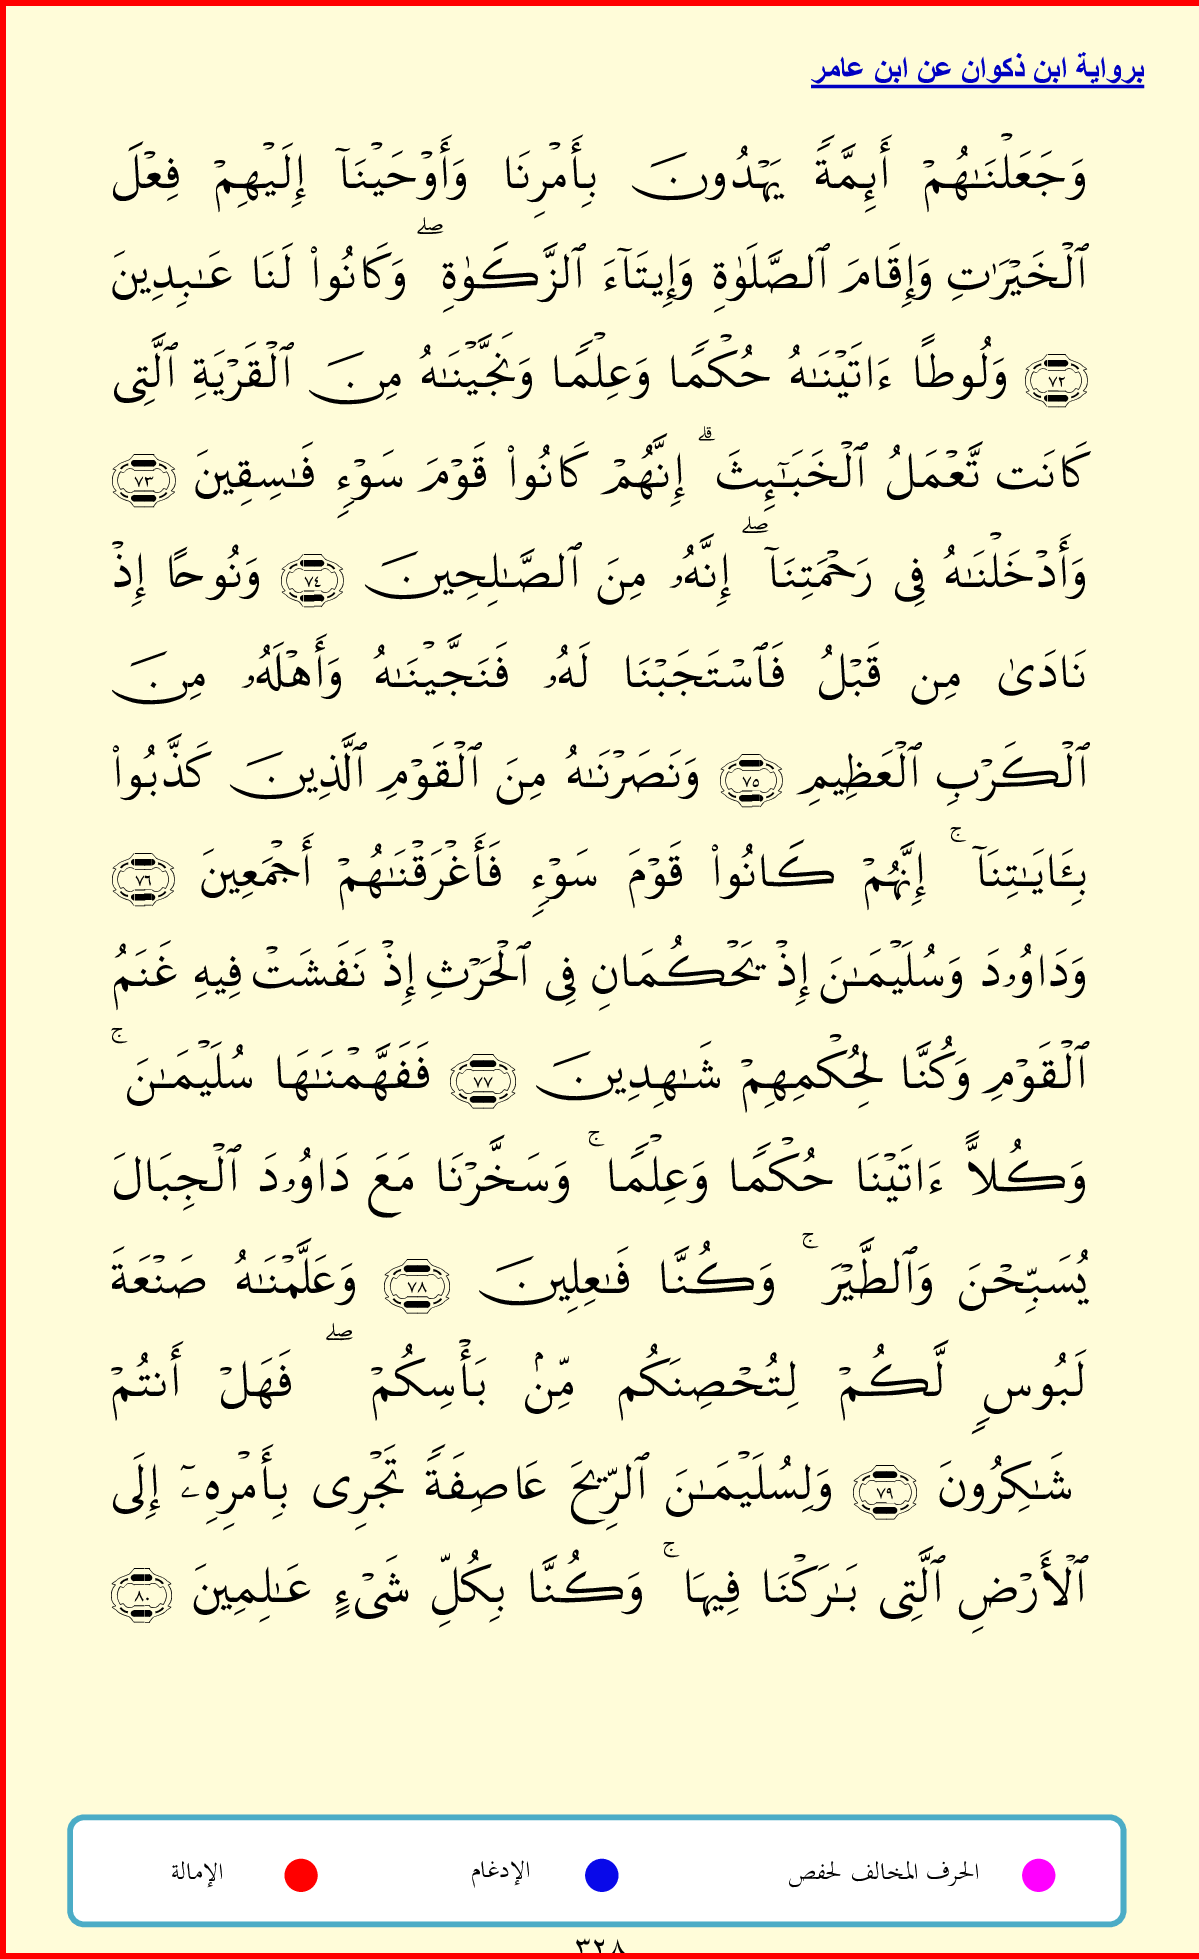 برواية ابن ذكوان عن ابن عامر
وَجَعَلْنَـٰهُمْ أَئِمَّةً يَهْدُونَ بِأَمْرِنَا وَأَوْحَيْنَآ إِلَيْهِمْ فِعْلَ
ٱلْخَيْرَٰتِ وَإِقَامَ ٱلصَّلَوٰةِ وَإِيتَآءَ ٱلزَّكَوٰةِ ۖ وَكَانُوا۟ لَنَا عَـٰبِدِينَ
٧٢ وَلُوطًا ءَاتَيْنَـٰهُ حُكْمًا وَعِلْمًا وَنَجَّيْنَـٰهُ مِنَ ٱلْقَرْيَةِ ٱلَّتِى
كَانَت تَّعْمَلُ ٱلْخَبَـٰٓئِثَ ۗ إِنَّهُمْ كَانُوا۟ قَوْمَ سَوْءٍ فَـٰسِقِينَ ٧٣
وَأَدْخَلْنَـٰهُ فِى رَحْمَتِنَآ ۖ إِنَّهُۥ مِنَ ٱلصَّـٰلِحِينَ ٧٤ وَنُوحًا إِذْ
نَادَىٰ مِن قَبْلُ فَٱسْتَجَبْنَا لَهُۥ فَنَجَّيْنَـٰهُ وَأَهْلَهُۥ مِنَ
ٱلْكَرْبِ ٱلْعَظِيمِ ٧٥ وَنَصَرْنَـٰهُ مِنَ ٱلْقَوْمِ ٱلَّذِينَ كَذَّبُوا۟
بِـَٔايَـٰتِنَآ ۚ إِنَّهُمْ كَانُوا۟ قَوْمَ سَوْءٍ فَأَغْرَقْنَـٰهُمْ أَجْمَعِينَ ٧٦
وَدَاوُۥدَ وَسُلَيْمَـٰنَ إِذْ يَحْكُمَانِ فِى ٱلْحَرْثِ إِذْ نَفَشَتْ فِيهِ غَنَمُ
ٱلْقَوْمِ وَكُنَّا لِحُكْمِهِمْ شَـٰهِدِينَ ٧٧ فَفَهَّمْنَـٰهَا سُلَيْمَـٰنَ ۚ
وَكُلاًّ ءَاتَيْنَا حُكْمًا وَعِلْمًا ۚ وَسَخَّرْنَا مَعَ دَاوُۥدَ ٱلْجِبَالَ
يُسَبِّحْنَ وَٱلطَّيْرَ ۚ وَكُنَّا فَـٰعِلِينَ ٧٨ وَعَلَّمْنَـٰهُ صَنْعَةَ
لَبُوسٍ لَّكُمْ لِتُحْصِنَكُم مِّنۢ بَأْسِكُمْ ۖ فَهَلْ أَنتُمْ
شَـٰكِرُونَ ٧٩ وَلِسُلَيْمَـٰنَ ٱلرِّيحَ عَاصِفَةً تَجْرِى بِأَمْرِهِۦٓ إِلَى
ٱلْأَرْضِ ٱلَّتِى بَـٰرَكْنَا فِيهَا ۚ وَكُنَّا بِكُلِّ شَىْءٍ عَـٰلِمِينَ ٨٠
الحرف المخالف لحفص الإدغام الإمالة
٣٢٨